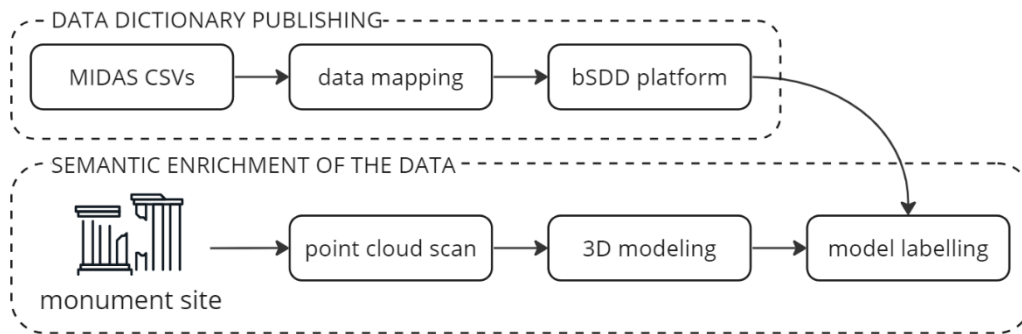 DATA DICTIONARY PUBLISHING
MIDAS CSVs
data mapping
bSDD platform
SEMANTIC ENRICHMENT OF THE DATA
monument site
point cloud scan
3D modeling
model labelling